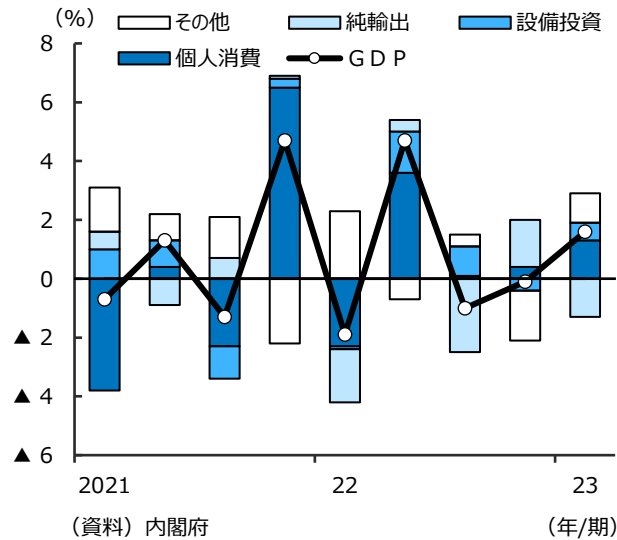 (%)
その他 純輸出 設備投資
個人消費 ＧＤＰ
8
6
4
2
0
▲ 2
▲ 4
▲ 6
2021 22 23
（資料）内閣府 （年/期）